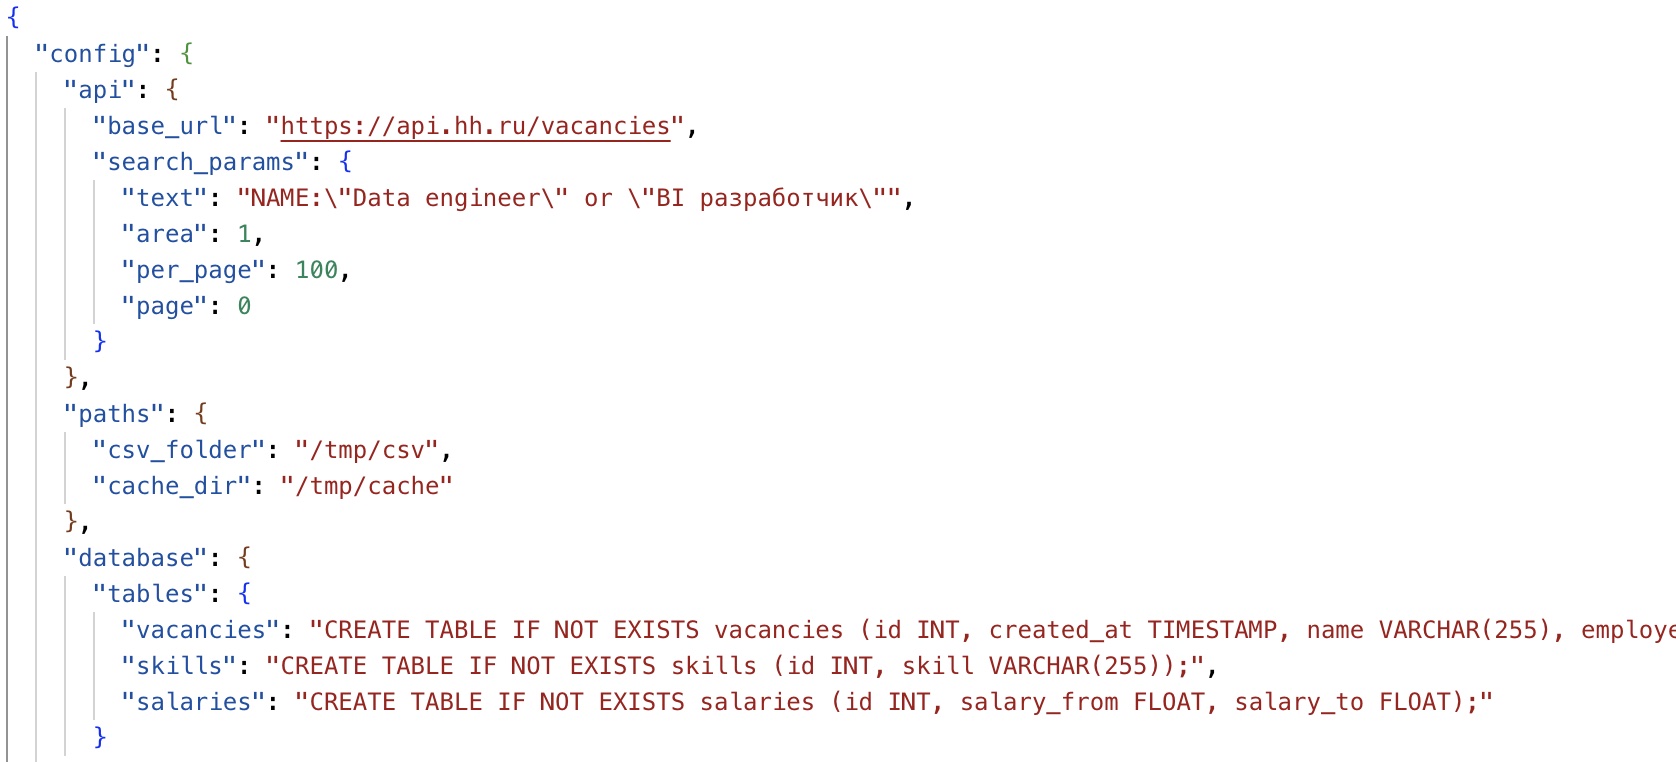 {
  "config": {
    "api": {
      "base_url": "https://api.hh.ru/vacancies",
      "search_params": {
        "text": "NAME:\"Data engineer\" or \"BI разработчик\"",
        "area": 1,
        "per_page": 100,
        "page": 0
      }
    },
    "paths": {
      "csv_folder": "/tmp/csv",
      "cache_dir": "/tmp/cache"
    },
    "database": {
      "tables": {
        "vacancies": "CREATE TABLE IF NOT EXISTS vacancies (id INT, created_at TIMESTAMP, name VARCHAR(255), employe
        "skills": "CREATE TABLE IF NOT EXISTS skills (id INT, skill VARCHAR(255));",
        "salaries": "CREATE TABLE IF NOT EXISTS salaries (id INT, salary_from FLOAT, salary_to FLOAT);"
      }